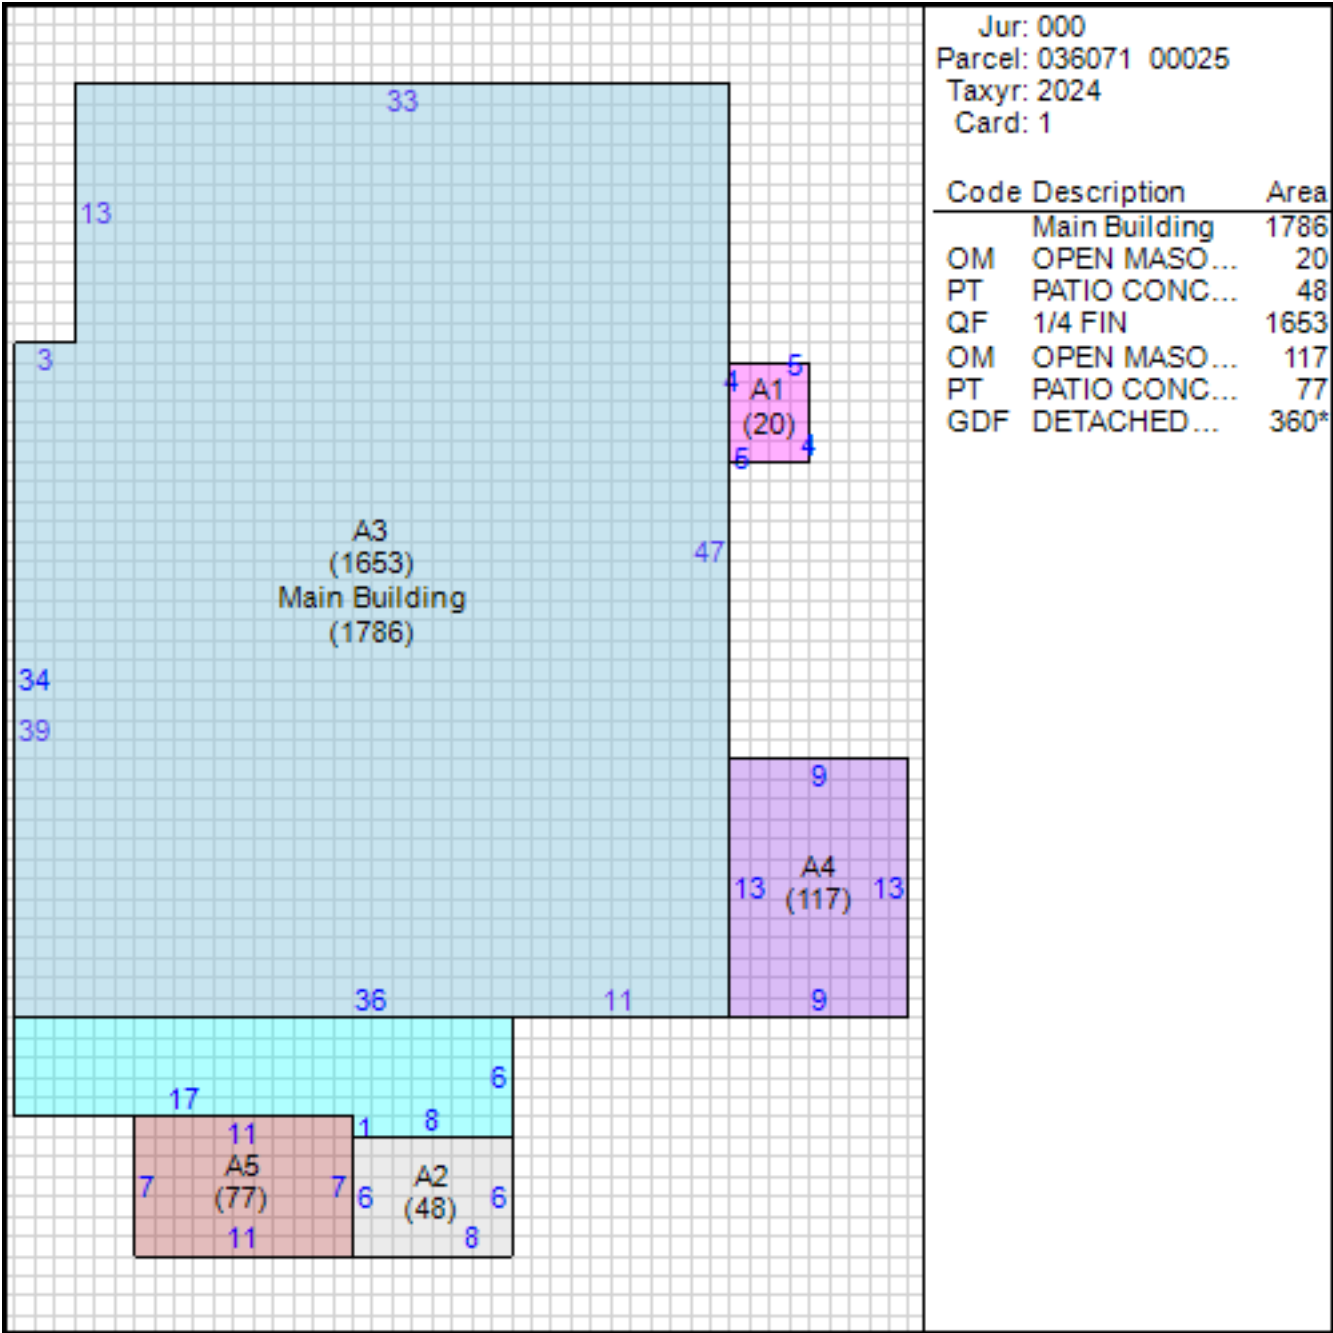 Jur: 000
Parcel: 036071 00025
Taxyr: 2024
Card: 1
Code Description Area
Main Building 1786
OM OPEN MASO... 20
PT PATIO CONC... 48
QF 1/4 FIN 1653
OM OPEN MASO... 117
PT PATIO CONC... 77
GDF DETACHED... 360*
33
13
3
5
4
A1
(20)
4
5
A3
(1653)
Main Building
(1786)
47
34
39
9
A4
(117)
13
13
9
36
11
6
17
8
1
11
A5
(77)
7
7
11
A2
(48)
6
6
8